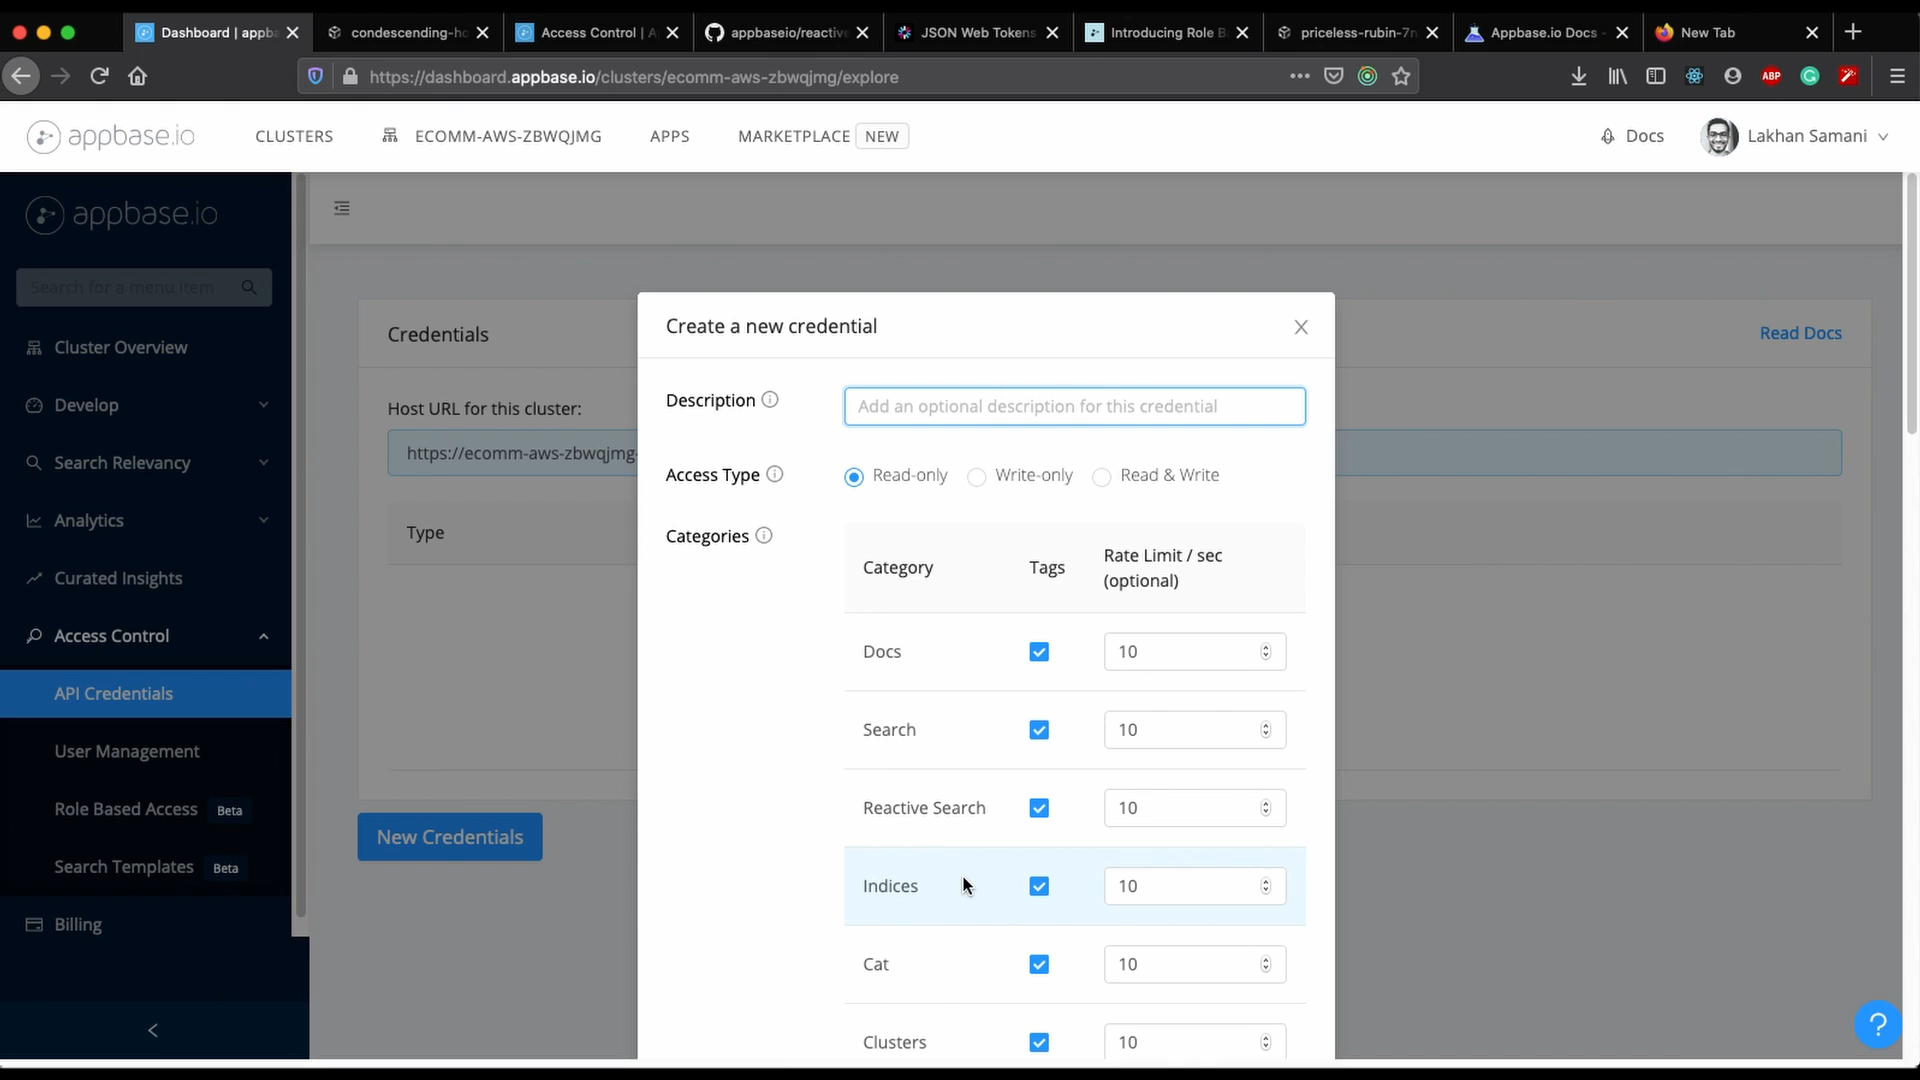 Dashboard | appba
condescending-ho
Access Control | A
appbaseio/reactive
JSON Web Tokens
Introducing Role B
priceless-rubin-7n
Appbase.io Docs -
New Tab
https://dashboard.appbase.io/clusters/ecomm-aws-zbwqjmg/explore
ABP
appbase.io
CLUSTERS
ECOMM-AWS-ZBWQJMG
APPS
MARKETPLACE NEW
Docs
Lakhan Samani
appbase.io
Search for a menu item
Cluster Overview
Develop
Search Relevancy
Analytics
Curated Insights
Access Control
API Credentials
User Management
Role Based Access Beta
Search Templates Beta
Billing
Credentials
Read Docs
Host URL for this cluster:
https://ecomm-aws-zbwqjmg-
Type
New Credentials
Create a new credential
Description
Add an optional description for this credential
Access Type
Read-only
Write-only
Read & Write
Categories
Category
Tags
Rate Limit / sec
(optional)
Docs
10
Search
10
Reactive Search
10
Indices
10
Cat
10
Clusters
10
?